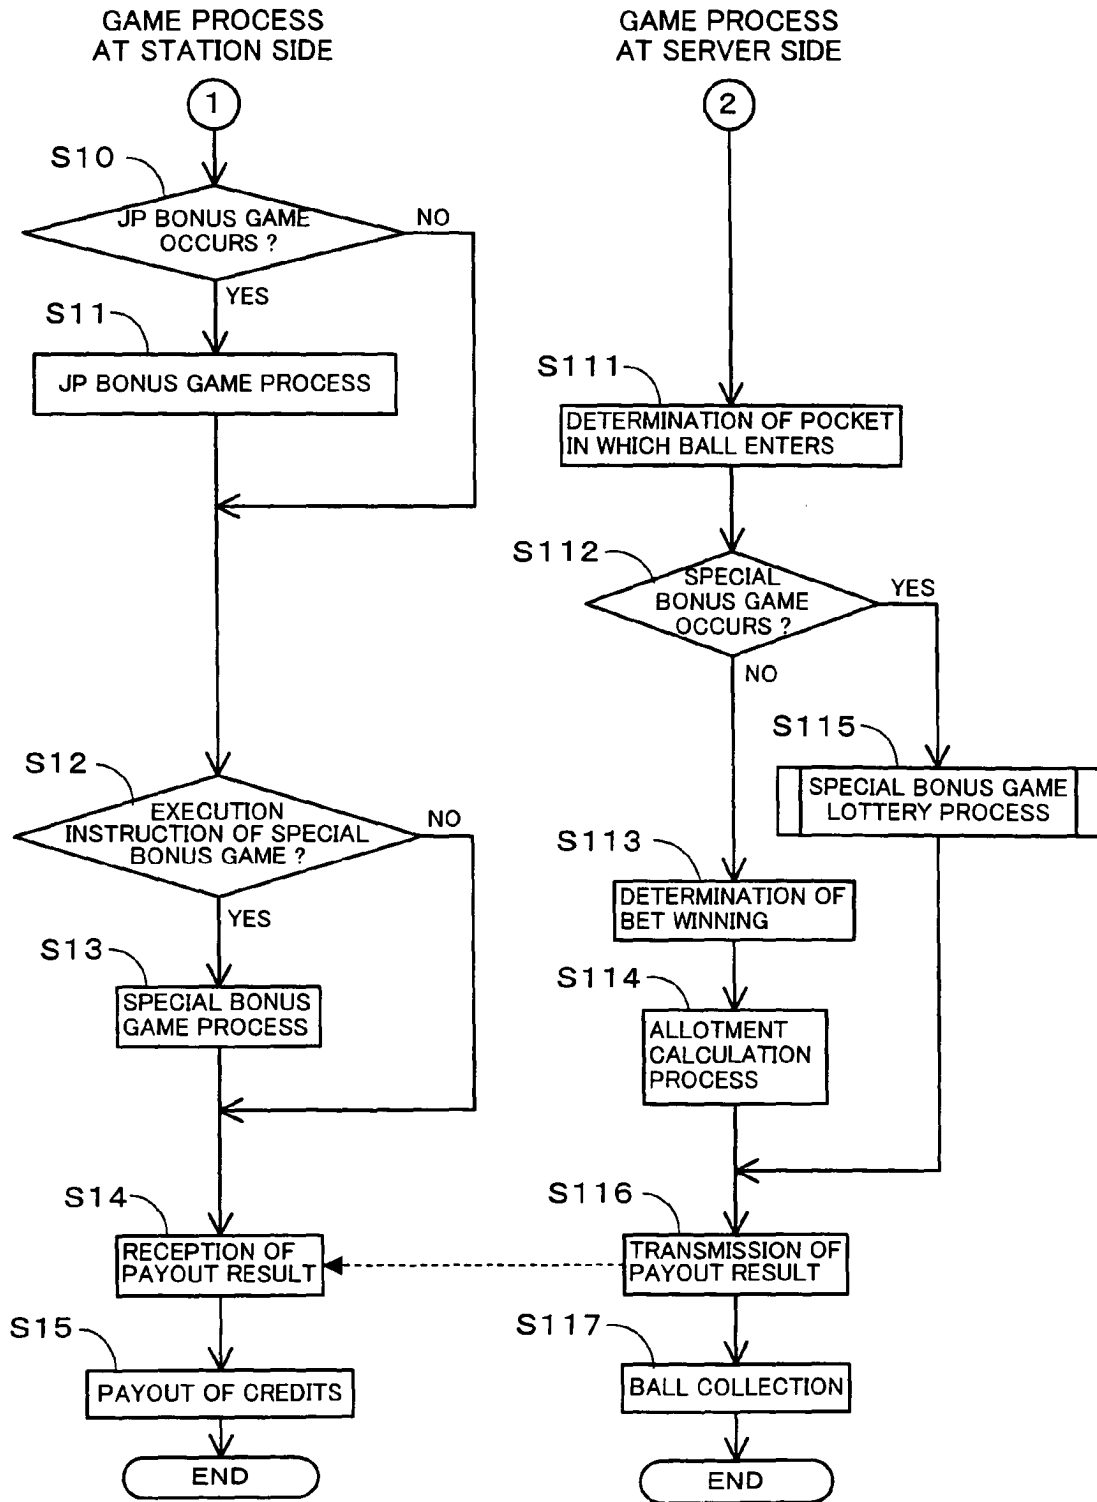 GAME PROCESS
AT STATION SIDE
1
S10
JP BONUS GAME
OCCURS ?
NO
YES
S11
JP BONUS GAME PROCESS
S12
EXECUTION
INSTRUCTION OF SPECIAL
BONUS GAME ?
NO
YES
S13
SPECIAL BONUS
GAME PROCESS
S14
RECEPTION OF
PAYOUT RESULT
S15
PAYOUT OF CREDITS
END
GAME PROCESS
AT SERVER SIDE
2
S111
DETERMINATION OF POCKET
IN WHICH BALL ENTERS
S112
SPECIAL
BONUS GAME
OCCURS ?
YES
NO
S115
SPECIAL BONUS GAME
LOTTERY PROCESS
S113
DETERMINATION OF
BET WINNING
S114
ALLOTMENT
CALCULATION
PROCESS
S116
TRANSMISSION OF
PAYOUT RESULT
S117
BALL COLLECTION
END